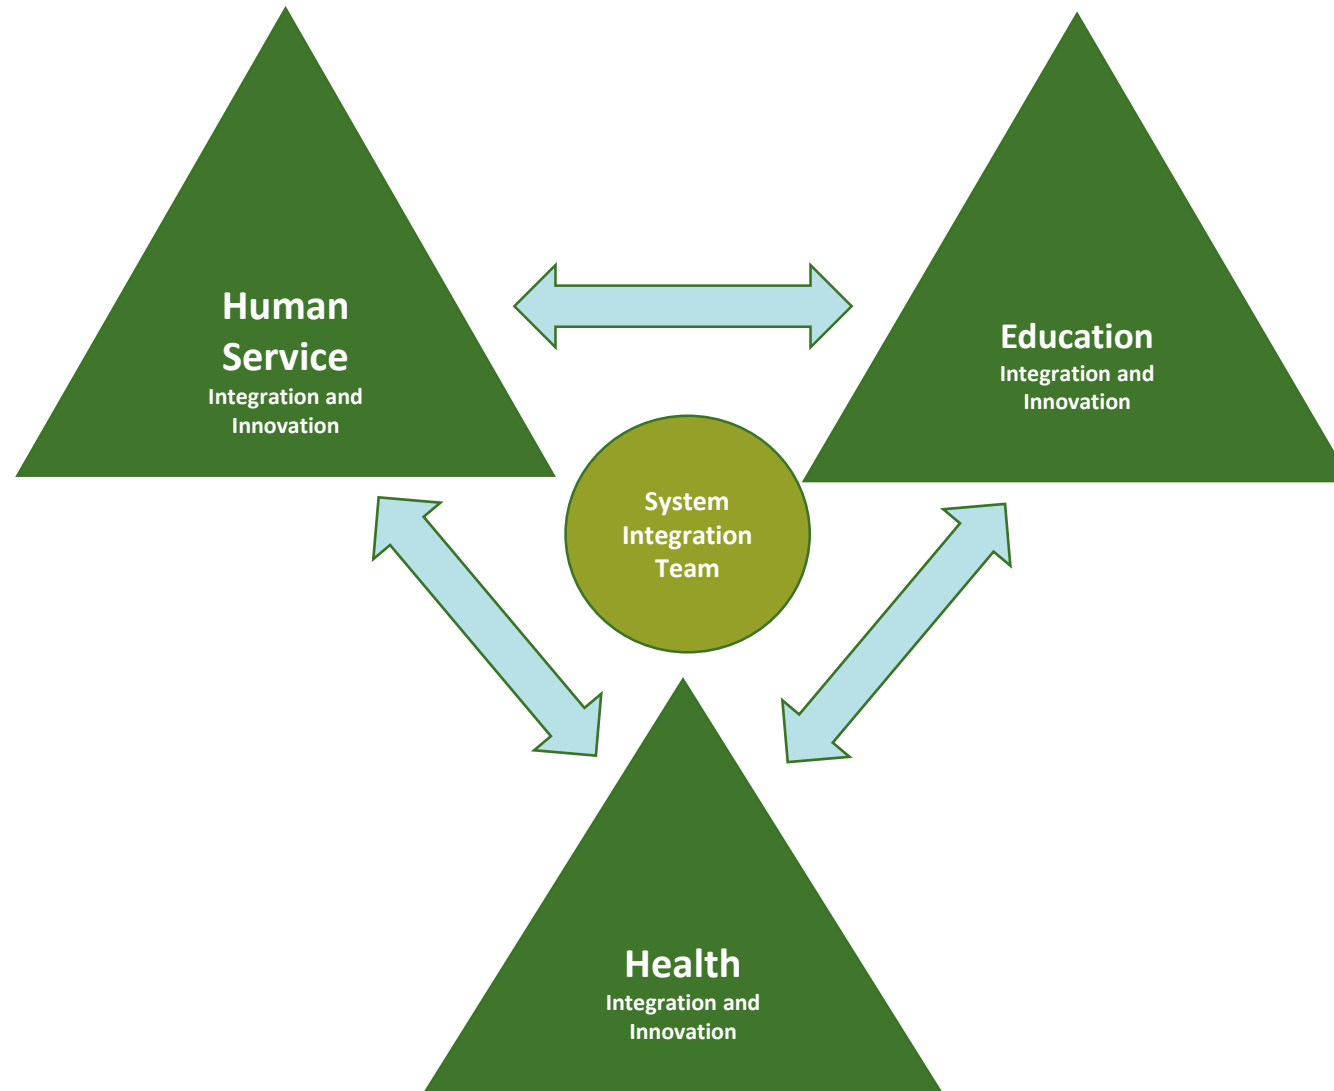 Human
Service
Integration and
Innovation
Education
Integration and
Innovation
System
Integration
Team
Health
Integration and
Innovation